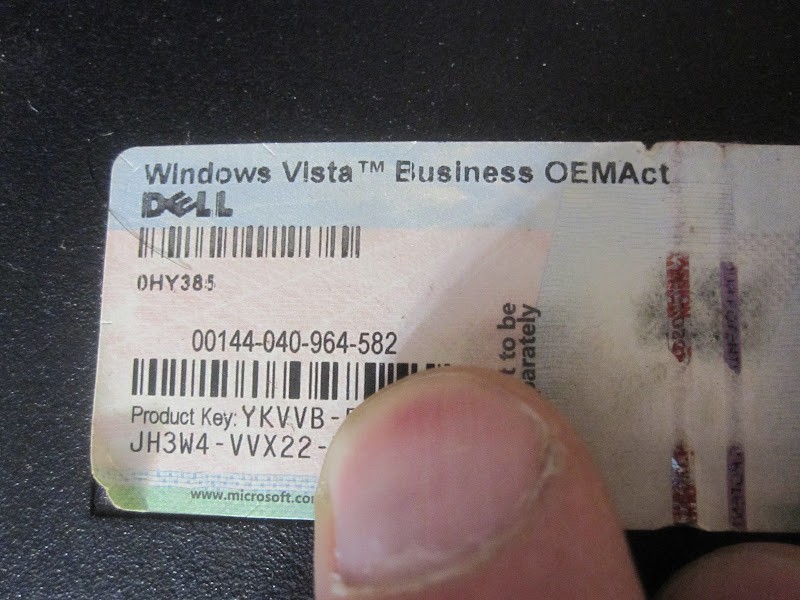 Windows Vista™ Business OEMAct
DELL
0HY385
00144-040-964-582
Product Key: YKVVB -
JH3W4 - VVX22 -
www.microsoft.co
t to be
arately